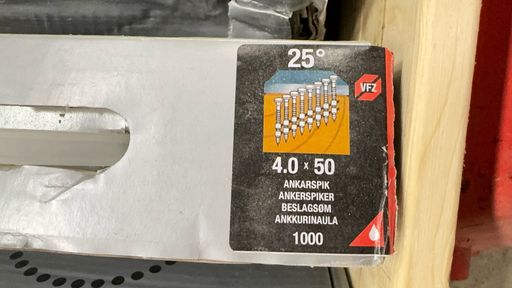 25°
VFZ
4.0 x 50
ANKARSPIK
ANKERSPIKER
BESLAGSØM
ANKKURINAULA
1000